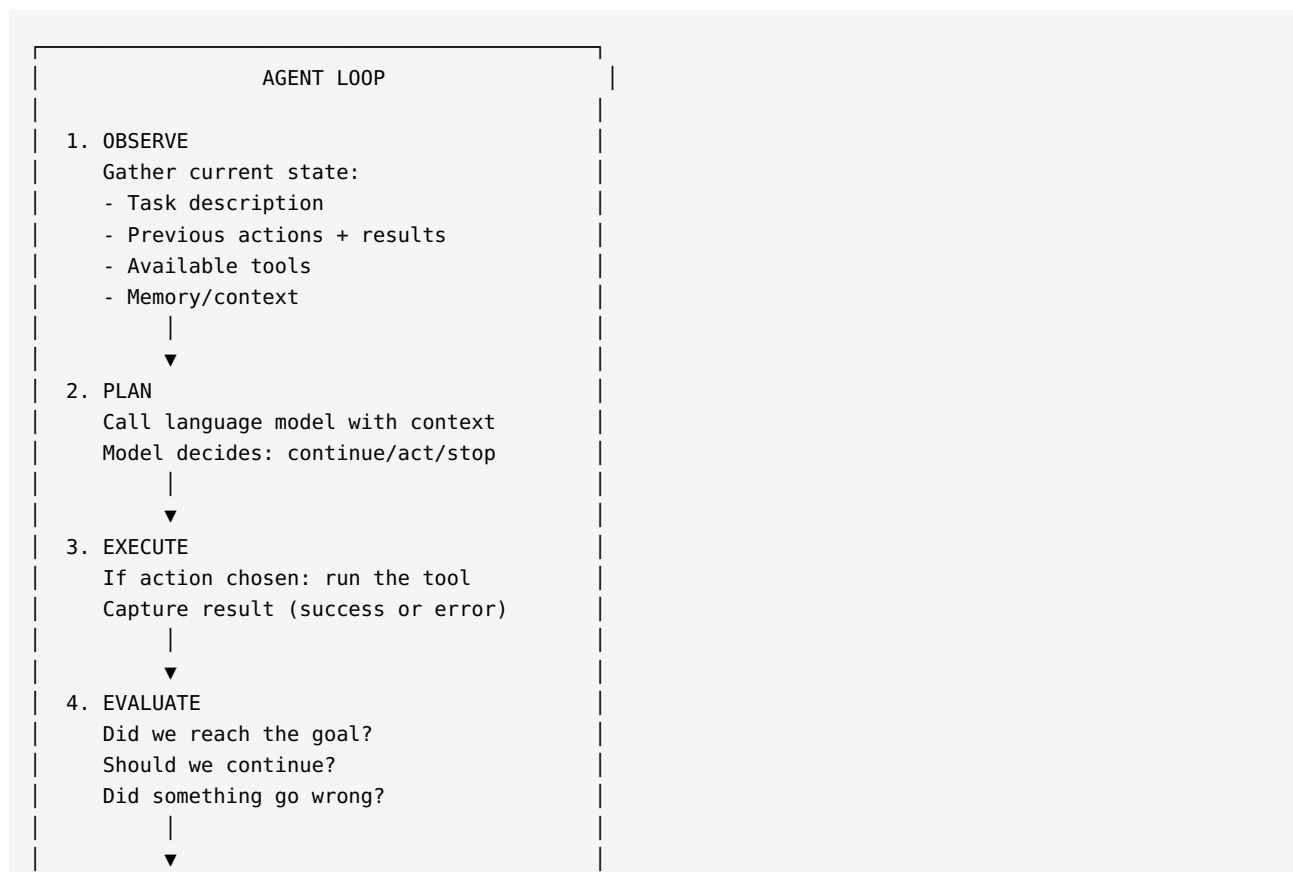 AGENT LOOP
1. OBSERVE
Gather current state:
- Task description
- Previous actions + results
- Available tools
- Memory/context
▼
2. PLAN
Call language model with context
Model decides: continue/act/stop
▼
3. EXECUTE
If action chosen: run the tool
Capture result (success or error)
▼
4. EVALUATE
Did we reach the goal?
Should we continue?
Did something go wrong?
▼